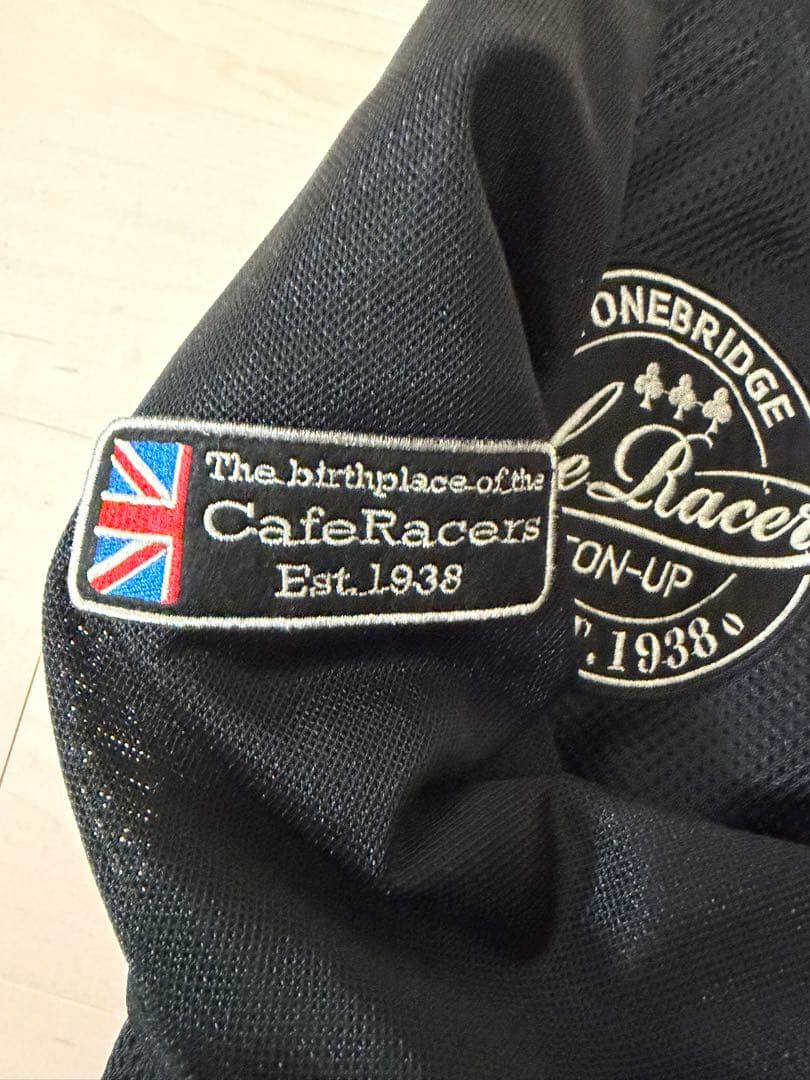 The birthplace of the
CafeRacers
Est.1938
ONEBRIDGE
Racer
TON-UP
.1938